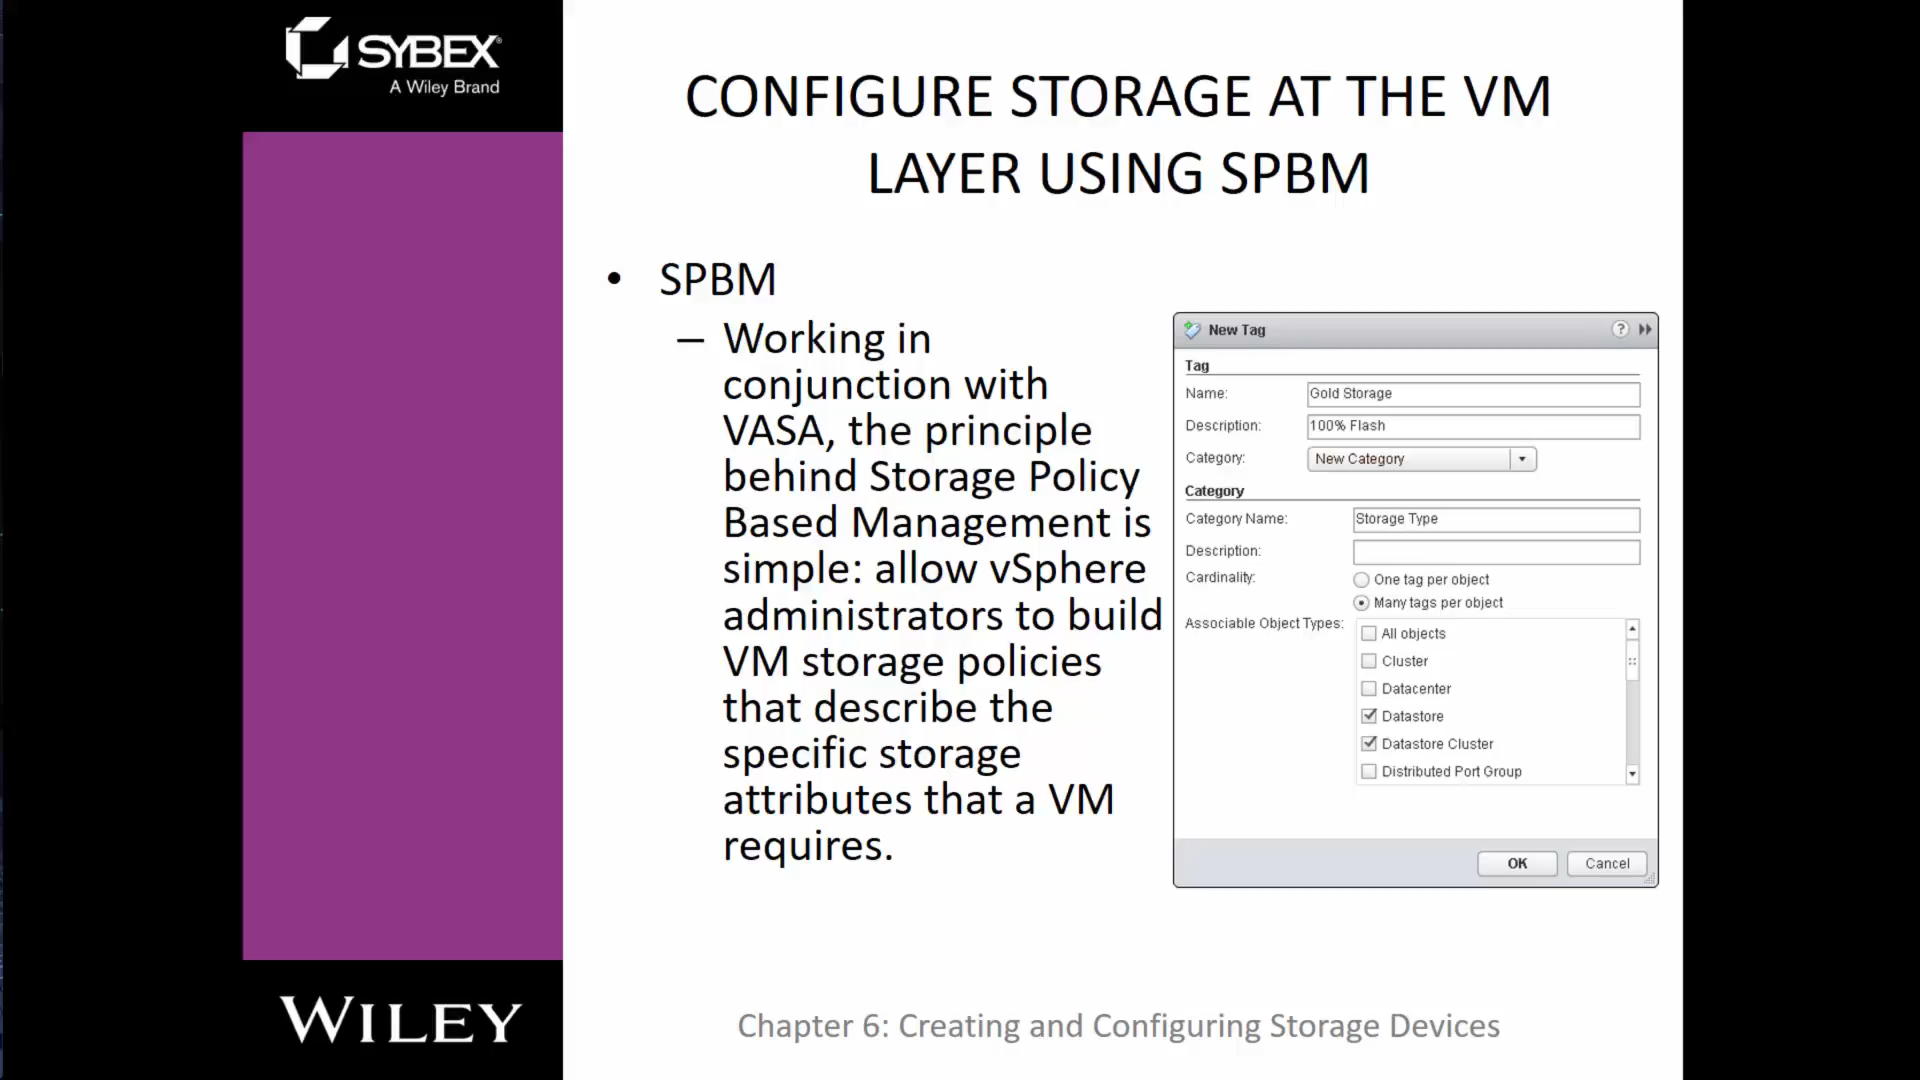 SYBEX®
A Wiley Brand
CONFIGURE STORAGE AT THE VM
LAYER USING SPBM
• SPBM
– Working in
conjunction with
VASA, the principle
behind Storage Policy
Based Management is
simple: allow vSphere
administrators to build
VM storage policies
that describe the
specific storage
attributes that a VM
requires.
New Tag
?
Tag
Name: Gold Storage
Description: 100% Flash
Category: New Category
Category
Category Name: Storage Type
Description:
Cardinality: One tag per object
Many tags per object
Associable Object Types:
All objects
Cluster
Datacenter
Datastore
Datastore Cluster
Distributed Port Group
OK Cancel
WILEY
Chapter 6: Creating and Configuring Storage Devices